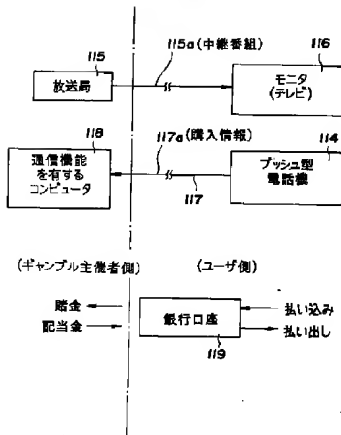 115
115a(中継番組)
116
放送局
モニタ
(テレビ)
118
117a(購入情報)
114
通信機能
を有する
コンピュータ
プッシュ型
電話機
117
(ギャンブル主催者側)
(ユーザ側)
賭金
配当金
銀行口座
払い込み
払い出し
119